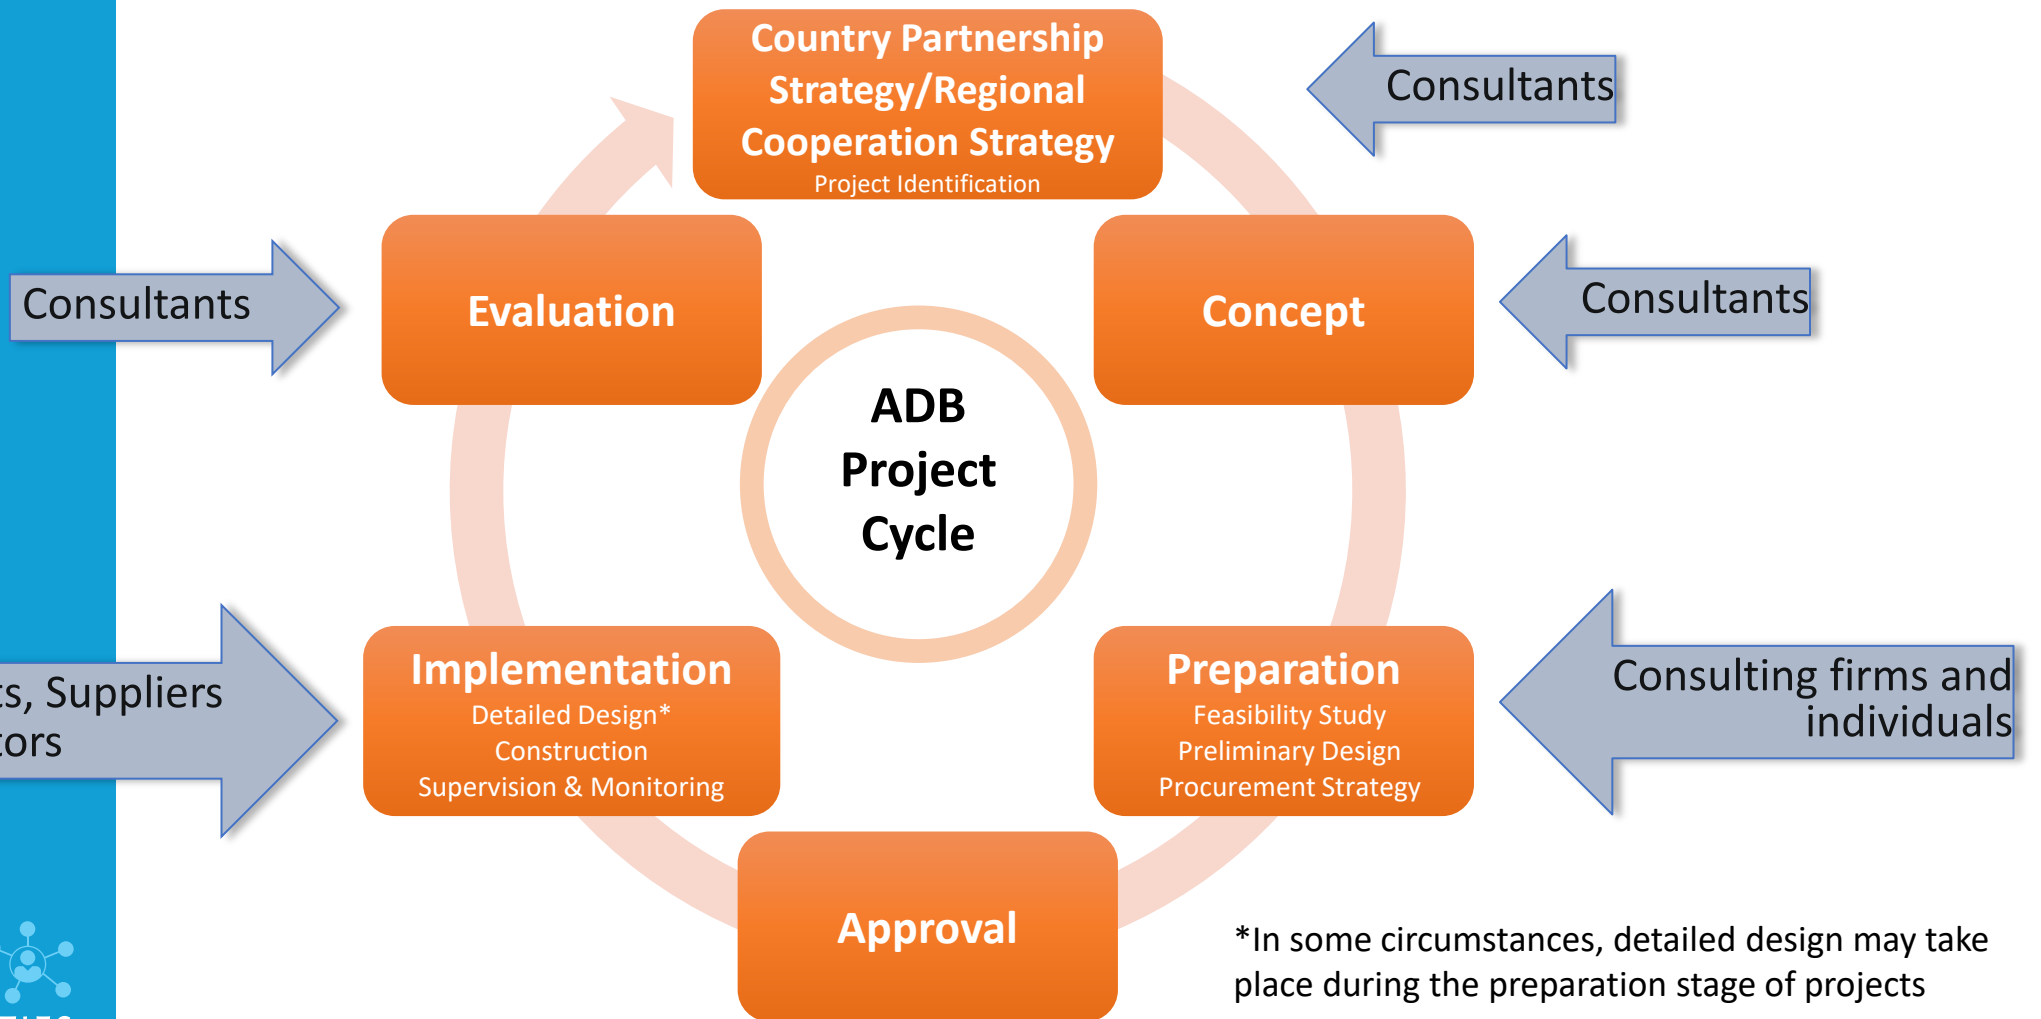 Country Partnership
Strategy/Regional
Cooperation Strategy
Project Identification
Consultants
Consultants
Evaluation
Concept
Consultants
ADB
Project
Cycle
Implementation
Detailed Design*
Construction
Supervision & Monitoring
Preparation
Feasibility Study
Preliminary Design
Procurement Strategy
Consulting firms and
individuals
Suppliers
Approval
*In some circumstances, detailed design may take
place during the preparation stage of projects